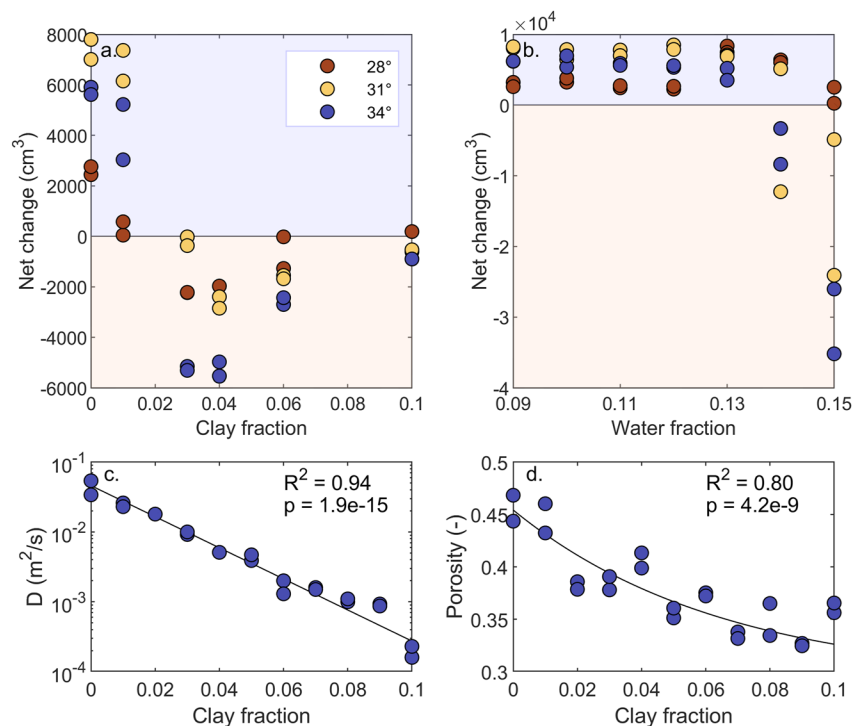 a.
8000
6000
4000
2000
0
-2000
-4000
-6000
Net change (cm³)
0 0.02 0.04 0.06 0.08 0.1
Clay fraction
28°
31°
34°
×10⁴
b.
1
0
-1
-2
-3
-4
Net change (cm³)
0.09 0.11 0.13 0.15
Water fraction
c.
R² = 0.94
p = 1.9e-15
10⁻¹
10⁻²
10⁻³
10⁻⁴
D (m²/s)
0 0.02 0.04 0.06 0.08 0.1
Clay fraction
d.
R² = 0.80
p = 4.2e-9
0.5
0.45
0.4
0.35
0.3
Porosity (-)
0 0.02 0.04 0.06 0.08 0.1
Clay fraction